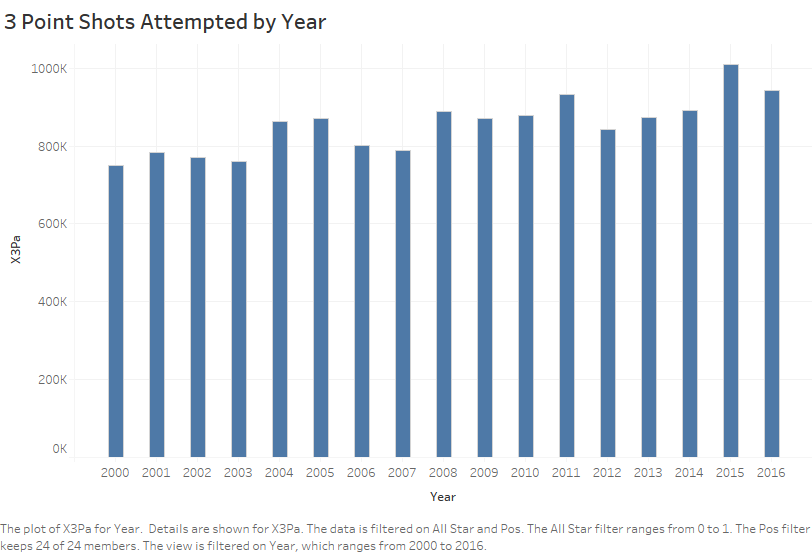 3 Point Shots Attempted by Year
1000K
800K
600K
400K
200K
0K
X3Pa
2000 2001 2002 2003 2004 2005 2006 2007 2008 2009 2010 2011 2012 2013 2014 2015 2016
Year
The plot of X3Pa for Year.  Details are shown for X3Pa. The data is filtered on All Star and Pos. The All Star filter ranges from 0 to 1. The Pos filter
keeps 24 of 24 members. The view is filtered on Year, which ranges from 2000 to 2016.